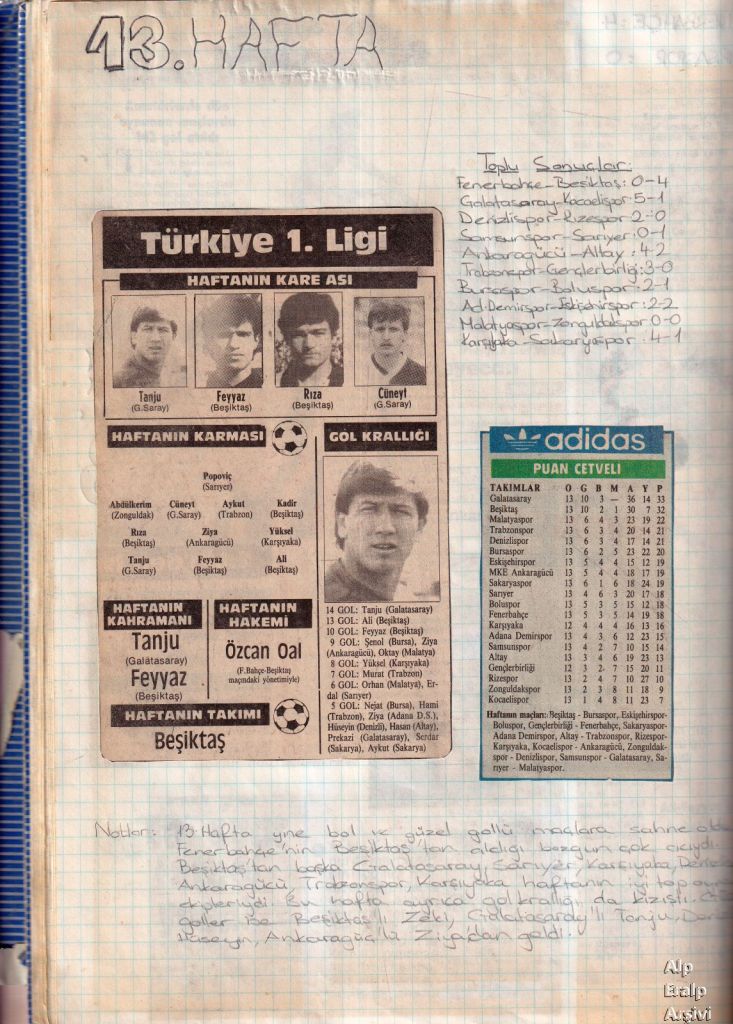 13. HAFTA
Toplu Sonuçlar:
Fenerbahçe-Beşiktaş: 0-4
Galatasaray-Kocaelispor: 5-1
Denizlispor-Rizespor 2-0
Samsunspor-Sarıyer: 0-1
Ankaragücü-Altay: 4-2
Trabzonspor-Gençlerbirliği: 3-0
Bursaspor-Boluspor: 2-1
Ad. Demirspor-Eskişehirspor: 2-2
Malatyaspor-Zonguldakspor 0-0
Karşıyaka-Sakaryaspor: 4-1
Türkiye 1. Ligi
HAFTANIN KARE ASI
Tanju Feyyaz Rıza Cüneyt
(G.Saray) (Beşiktaş) (Beşiktaş) (G.Saray)
HAFTANIN KARMASI
Popoviç
(Sarıyer)
Abdülkerim Cüneyt Aykut Kadir
(Zonguldak) (G.Saray) (Trabzon) (Beşiktaş)
Rıza Ziya Yüksel
(Beşiktaş) (Ankaragücü) (Karşıyaka)
Tanju Feyyaz Ali
(G.Saray) (Beşiktaş) (Beşiktaş)
HAFTANIN
KAHRAMANI
Tanju
(Galatasaray)
Feyyaz
(Beşiktaş)
HAFTANIN
HAKEMİ
Özcan Oal
(F.Bahçe-Beşiktaş
maçındaki yönetimiyle)
HAFTANIN TAKIMI
Beşiktaş
GOL KRALLIĞI
14 GOL: Tanju (Galatasaray)
13 GOL: Ali (Beşiktaş)
10 GOL: Feyyaz (Beşiktaş)
9 GOL: Şenol (Bursa), Ziya
(Ankaragücü), Oktay (Malatya)
8 GOL: Yüksel (Karşıyaka)
7 GOL: Murat (Trabzon)
6 GOL: Orhan (Malatya), Er-
dal (Sarıyer)
5 GOL: Nejat (Bursa), Hami
(Trabzon), Ziya (Adana D.S.),
Hüseyin (Denizli), Hasan (Altay),
Prekazi (Galatasaray), Serdar
(Sakarya), Aykut (Sakarya)
adidas
PUAN CETVELİ
TAKIMLAR O G B M A Y P
Galatasaray 13 10 3 — 36 14 33
Beşiktaş 13 10 2 1 30 7 32
Malatyaspor 13 6 4 3 23 19 22
Trabzonspor 13 6 3 4 20 14 21
Denizlispor 13 6 3 4 17 14 21
Bursaspor 13 6 2 5 23 22 20
Eskişehirspor 13 5 4 4 15 12 19
MKE Ankaragücü 13 5 4 4 18 17 19
Sakaryaspor 13 6 1 6 18 24 19
Sarıyer 13 4 6 3 20 17 18
Boluspor 13 5 3 5 15 12 18
Fenerbahçe 13 5 3 5 14 19 18
Karşıyaka 12 4 4 4 16 13 16
Adana Demirspor 13 4 3 6 12 23 15
Samsunspor 13 4 2 7 10 15 14
Altay 13 3 4 6 19 23 13
Gençlerbirliği 12 3 2 7 15 20 11
Rizespor 13 2 4 7 10 27 10
Zonguldakspor 13 2 3 8 11 18 9
Kocaelispor 13 1 4 8 11 23 7
Haftanın maçları: Beşiktaş - Bursaspor, Eskişehirspor-
Boluspor, Gençlerbirliği - Fenerbahçe, Sakaryaspor-
Adana Demirspor, Altay - Trabzonspor, Rizespor-
Karşıyaka, Kocaelispor - Ankaragücü, Zonguldak-
spor - Denizlispor, Samsunspor - Galatasaray, Sa-
rıyer - Malatyaspor.
Notlar: 13. Hafta yine bol ve güzel gollü maçlara sahne
Fenerbahçe'nin Beşiktaş'tan aldığı bozgun çok acıydı.
Beşiktaş'tan başka Galatasaray, Sarıyer, Karşıyaka,
Ankaragücü, Trabzonspor, Karşıyaka haftanın iyi top
ekipleriydi. Bu hafta ayrıca gol krallığı da kızıştı.
goller ise Beşiktaş'lı Zeki, Galatasaray'lı Tanju,
Hüseyin, Ankaragüç'lü Ziya'dan geldi.
Alp
Eralp
Arşivi